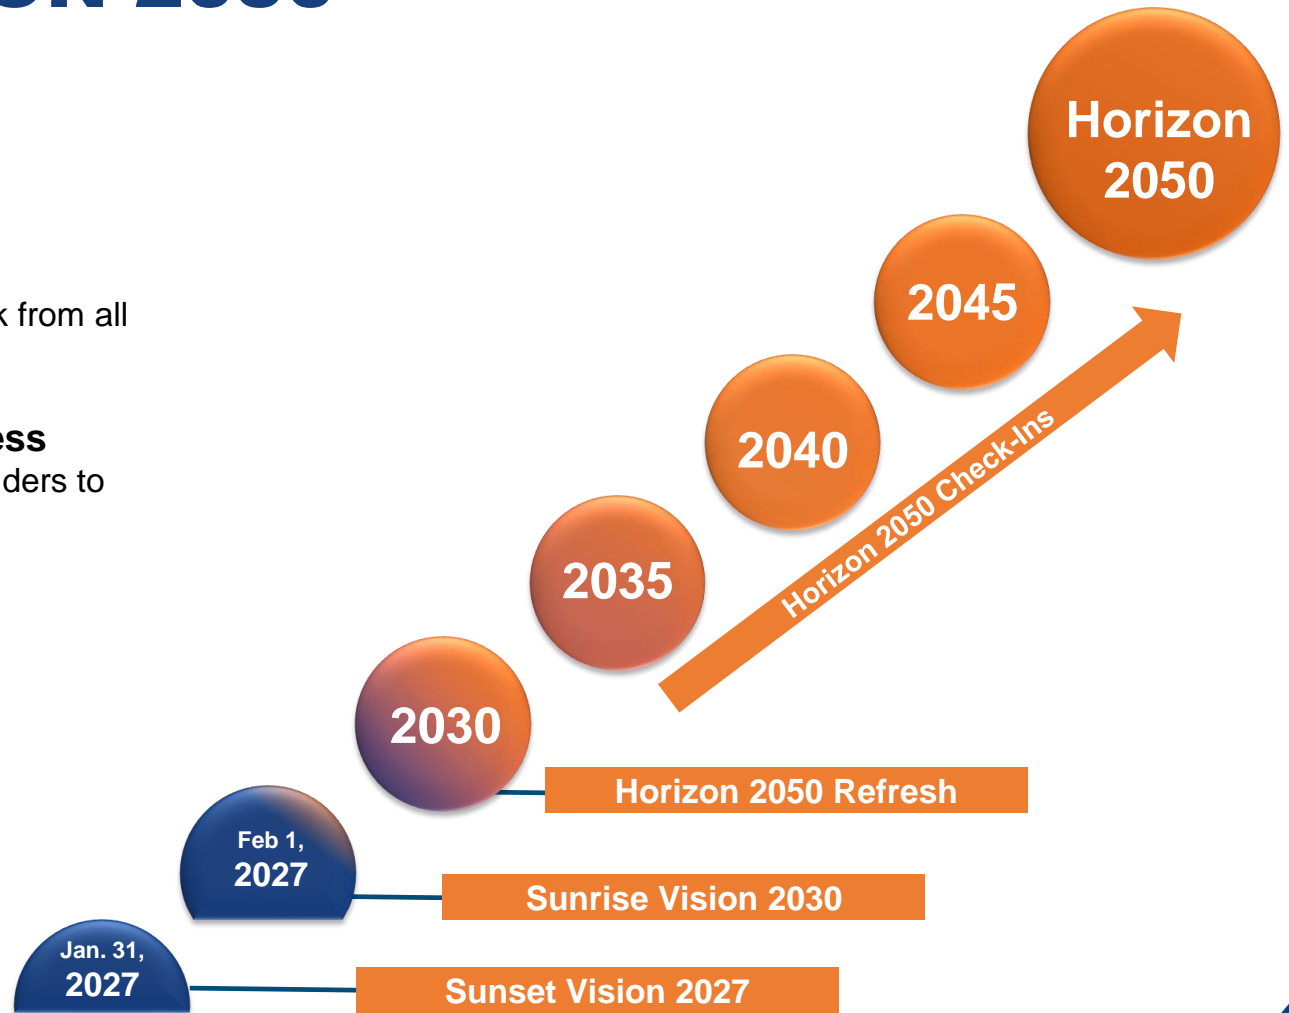 Horizon
2050
2045
k from all
2040
ess
ders to
Horizon 2050 Check-Ins
2035
2030
Horizon 2050 Refresh
Feb 1,
2027
Sunrise Vision 2030
Jan. 31,
2027
Sunset Vision 2027